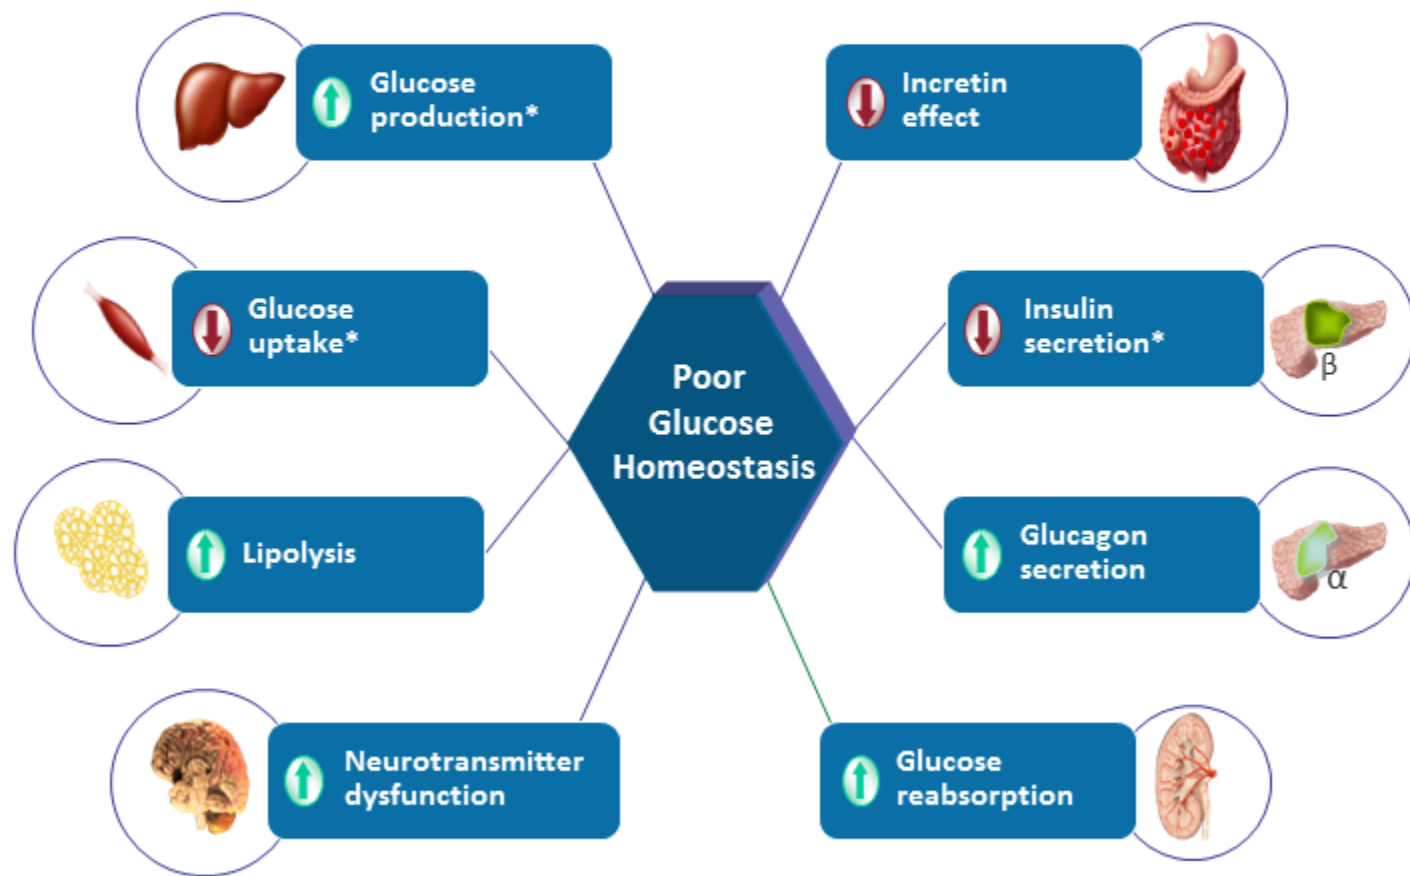 Glucose
production*
Incretin
effect
Glucose
uptake*
Insulin
secretion*
β
Poor
Glucose
Homeostasis
Lipolysis
Glucagon
secretion
α
Neurotransmitter
dysfunction
Glucose
reabsorption